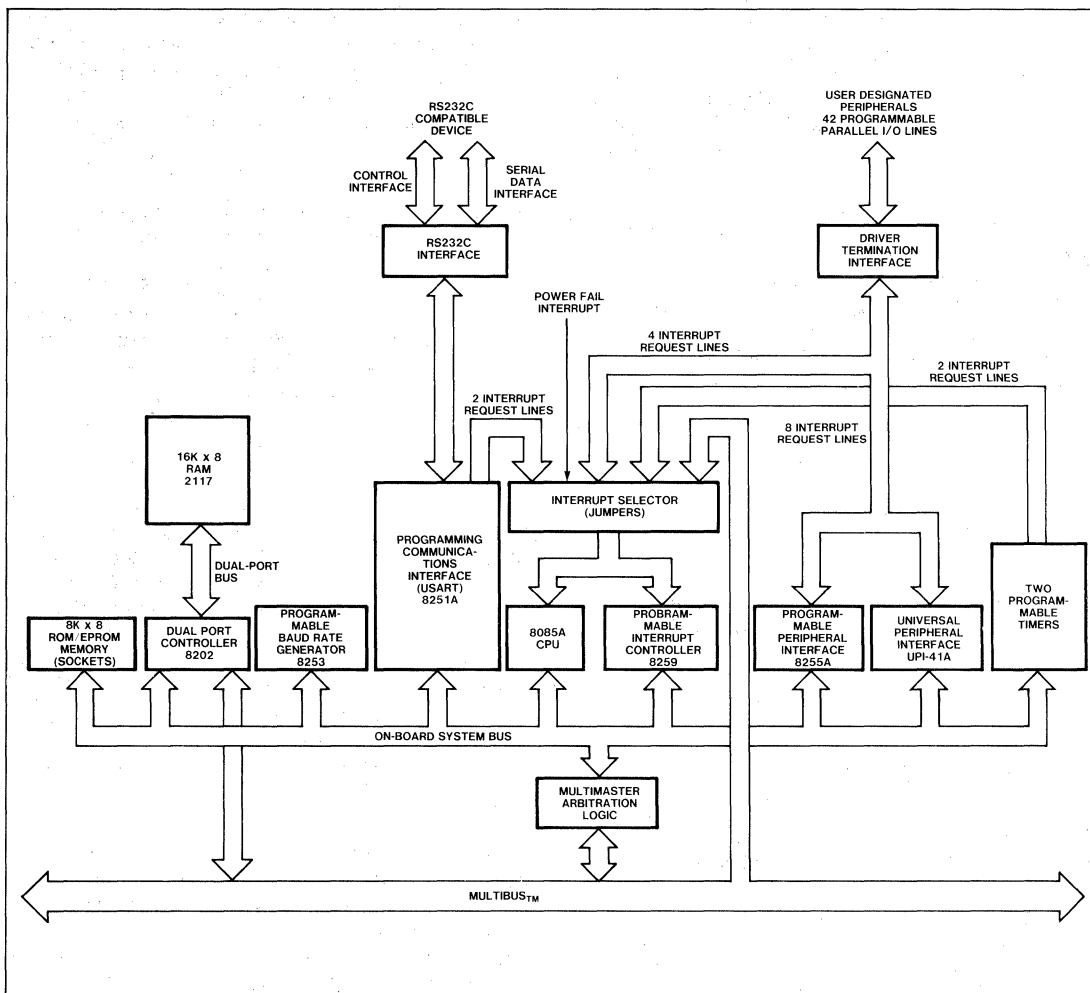 RS232C
COMPATIBLE
DEVICE
USER DESIGNATED
PERIPHERALS
42 PROGRAMMABLE
PARALLEL I/O LINES
CONTROL
INTERFACE
SERIAL
DATA
INTERFACE
RS232C
INTERFACE
DRIVER
TERMINATION
INTERFACE
POWER FAIL
INTERRUPT
4 INTERRUPT
REQUEST LINES
2 INTERRUPT
REQUEST LINES
2 INTERRUPT
REQUEST LINES
8 INTERRUPT
REQUEST LINES
16K x 8
RAM
2117
INTERRUPT SELECTOR
(JUMPERS)
DUAL-PORT
BUS
PROGRAMMING
COMMUNICA-
TIONS
INTERFACE
(USART)
8251A
8K x 8
ROM/EPROM
MEMORY
(SOCKETS)
DUAL PORT
CONTROLLER
8202
PROGRAM-
MABLE
BAUD RATE
GENERATOR
8253
8085A
CPU
PROBRAM-
MABLE
INTERRUPT
CONTROLLER
8259
PROGRAM-
MABLE
PERIPHERAL
INTERFACE
8255A
UNIVERSAL
PERIPHERAL
INTERFACE
UPI-41A
TWO
PROGRAM-
MABLE
TIMERS
ON-BOARD SYSTEM BUS
MULTIMASTER
ARBITRATION
LOGIC
MULTIBUSTM